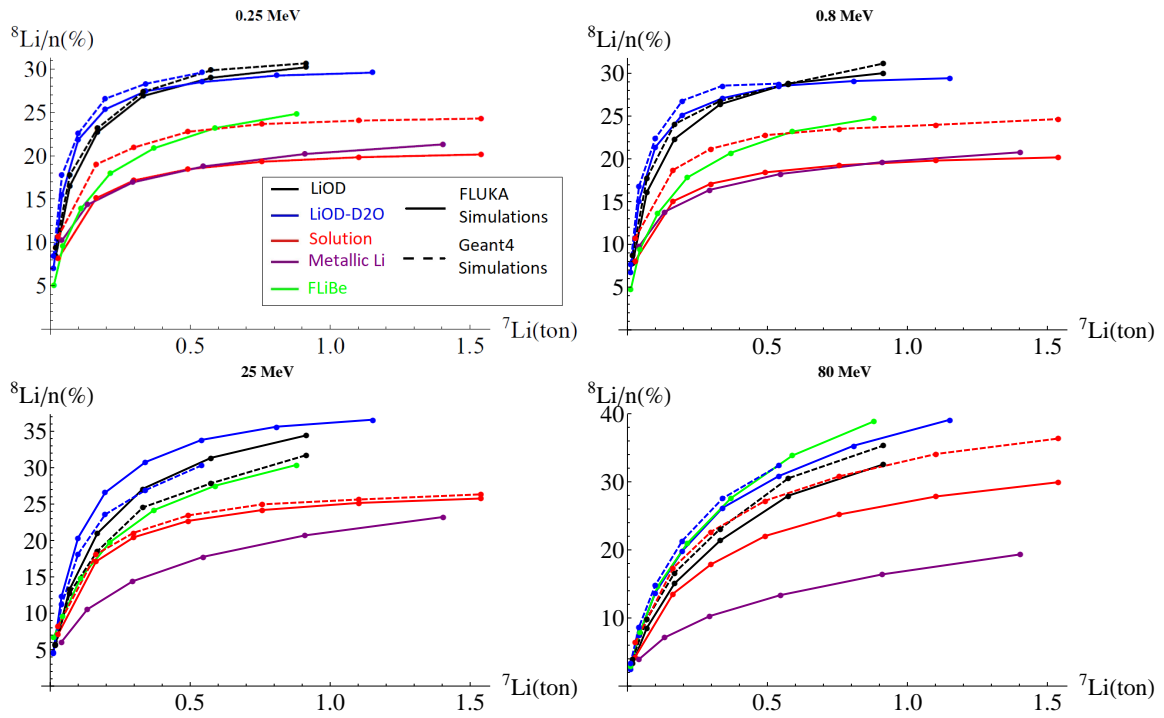 0.25 MeV
⁸Li/n(%)
30
25
20
15
10
5
0.5
1.0
1.5
⁷Li(ton)
LiOD
LiOD-D2O
Solution
Metallic Li
FLiBe
FLUKA
Simulations
Geant4
Simulations
0.8 MeV
⁸Li/n(%)
30
25
20
15
10
5
0.5
1.0
1.5
⁷Li(ton)
25 MeV
⁸Li/n(%)
35
30
25
20
15
10
5
0.5
1.0
1.5
⁷Li(ton)
80 MeV
⁸Li/n(%)
40
30
20
10
0.5
1.0
1.5
⁷Li(ton)